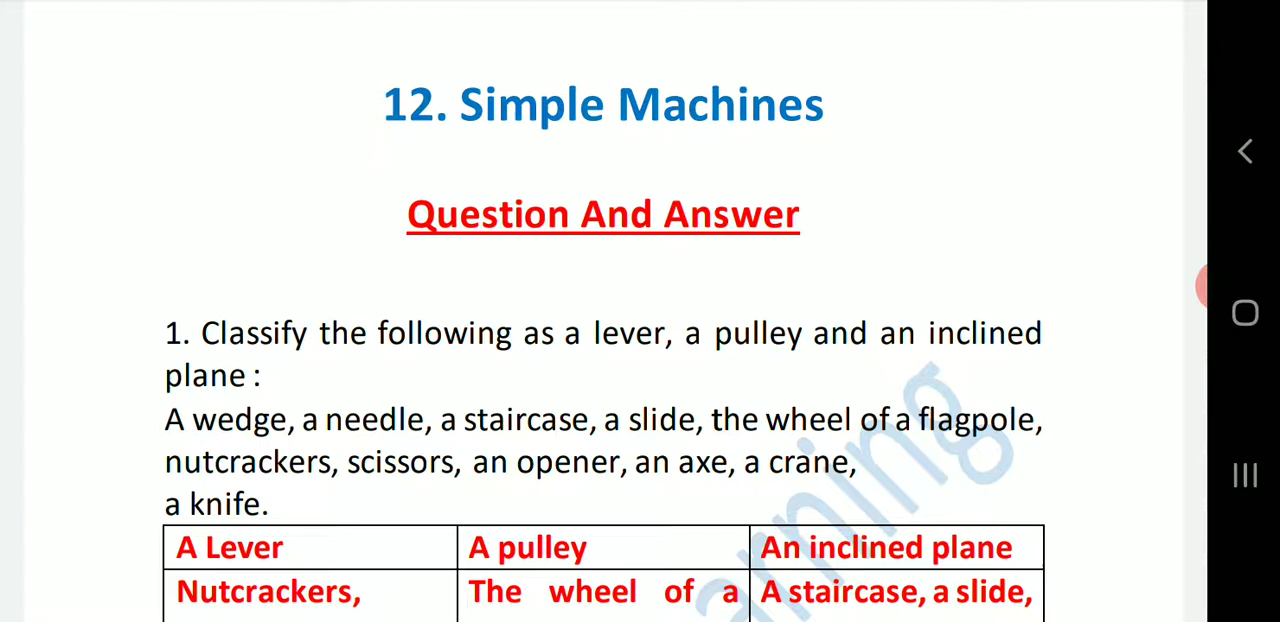 12. Simple Machines
Question And Answer
1. Classify the following as a lever, a pulley and an inclined
plane :
A wedge, a needle, a staircase, a slide, the wheel of a flagpole,
nutcrackers, scissors, an opener, an axe, a crane,
a knife.
A Lever A pulley An inclined plane
Nutcrackers, The wheel of a A staircase, a slide,
arning